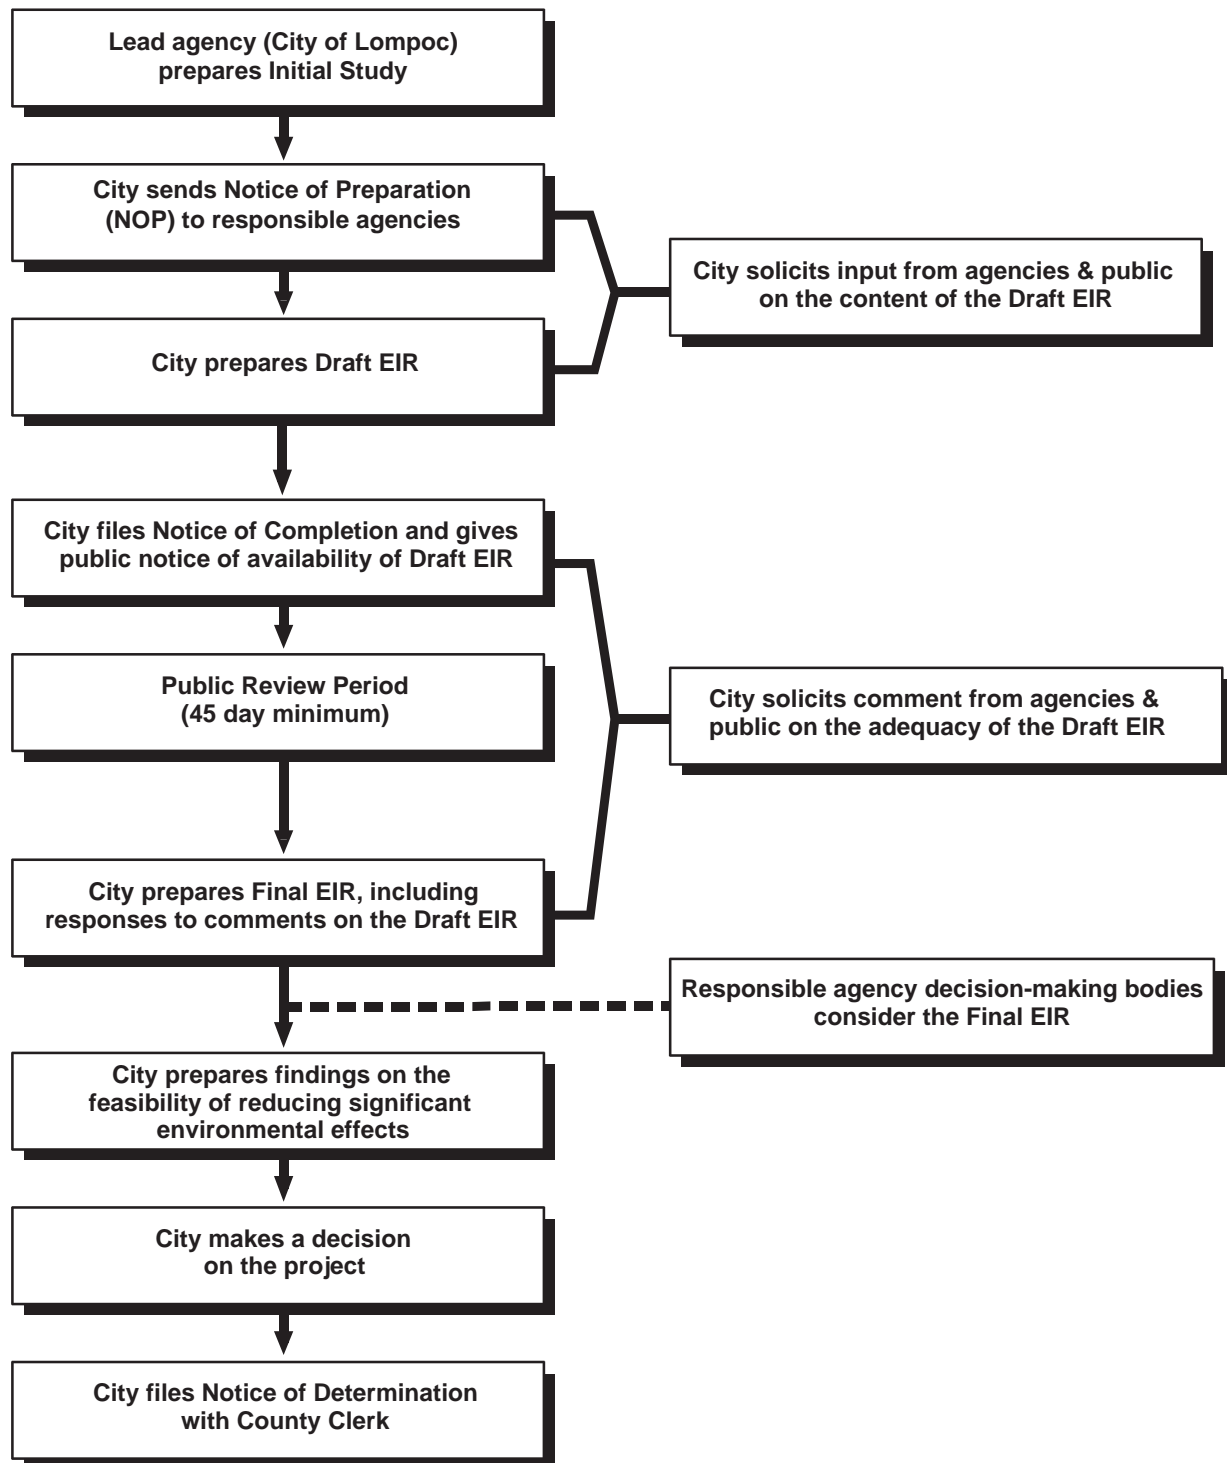 Lead agency (City of Lompoc)
prepares Initial Study
City sends Notice of Preparation
(NOP) to responsible agencies
City solicits input from agencies & public
on the content of the Draft EIR
City prepares Draft EIR
City files Notice of Completion and gives
public notice of availability of Draft EIR
Public Review Period
(45 day minimum)
City solicits comment from agencies &
public on the adequacy of the Draft EIR
City prepares Final EIR, including
responses to comments on the Draft EIR
Responsible agency decision-making bodies
consider the Final EIR
City prepares findings on the
feasibility of reducing significant
environmental effects
City makes a decision
on the project
City files Notice of Determination
with County Clerk